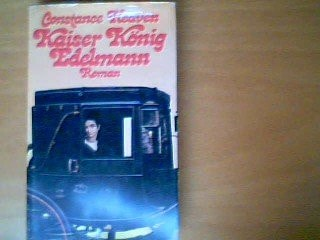 Constance Heaven
Kaiser König
Edelmann
Roman